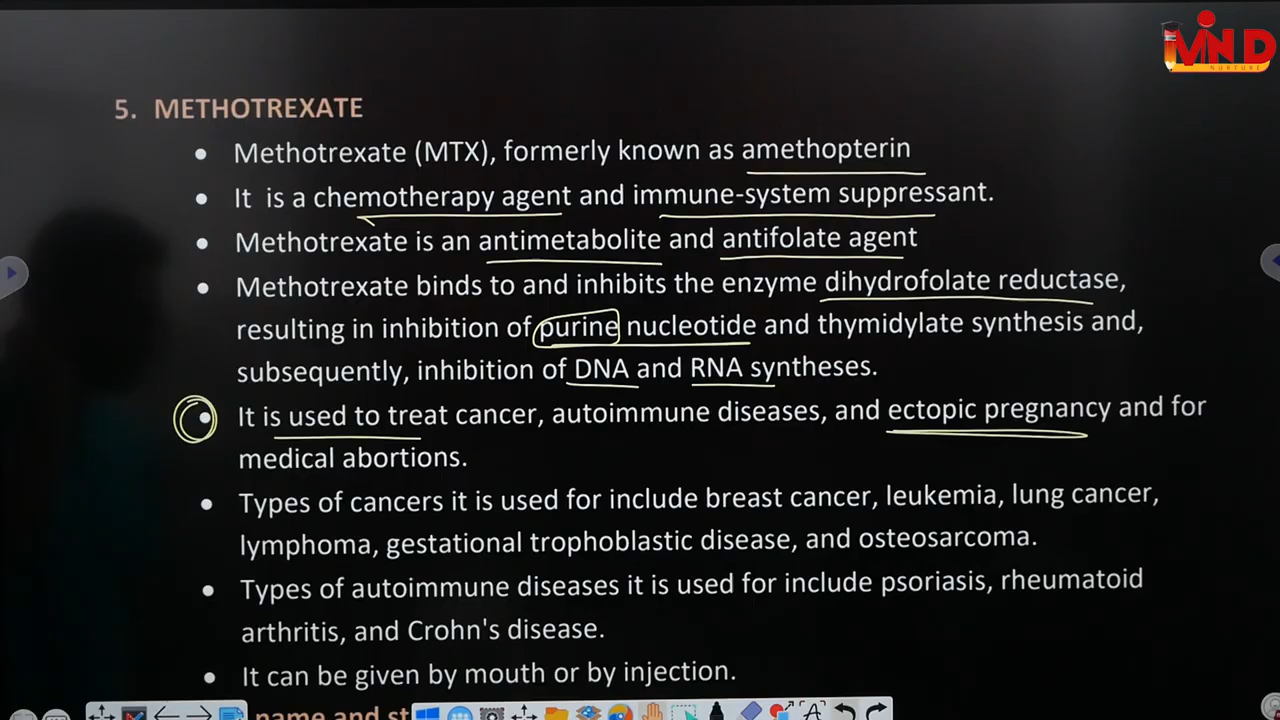 MIND
NURTURE
5. METHOTREXATE
• Methotrexate (MTX), formerly known as amethopterin
• It is a chemotherapy agent and immune-system suppressant.
• Methotrexate is an antimetabolite and antifolate agent
• Methotrexate binds to and inhibits the enzyme dihydrofolate reductase,
resulting in inhibition of purine nucleotide and thymidylate synthesis and,
subsequently, inhibition of DNA and RNA syntheses.
• It is used to treat cancer, autoimmune diseases, and ectopic pregnancy and for
medical abortions.
• Types of cancers it is used for include breast cancer, leukemia, lung cancer,
lymphoma, gestational trophoblastic disease, and osteosarcoma.
• Types of autoimmune diseases it is used for include psoriasis, rheumatoid
arthritis, and Crohn's disease.
• It can be given by mouth or by injection.
name and st